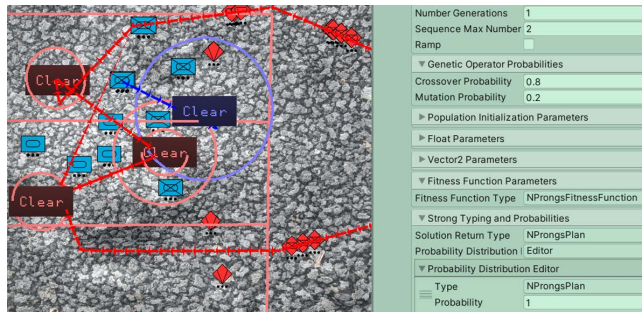 Clear
Clear
Clear
Clear
Number Generations 1
Sequence Max Number 2
Ramp
Genetic Operator Probabilities
Crossover Probability 0.8
Mutation Probability 0.2
Population Initialization Parameters
Float Parameters
Vector2 Parameters
Fitness Function Parameters
Fitness Function Type NProngsFitnessFunction
Strong Typing and Probabilities
Solution Return Type NProngsPlan
Probability Distribution Editor
Probability Distribution Editor
Type NProngsPlan
Probability 1